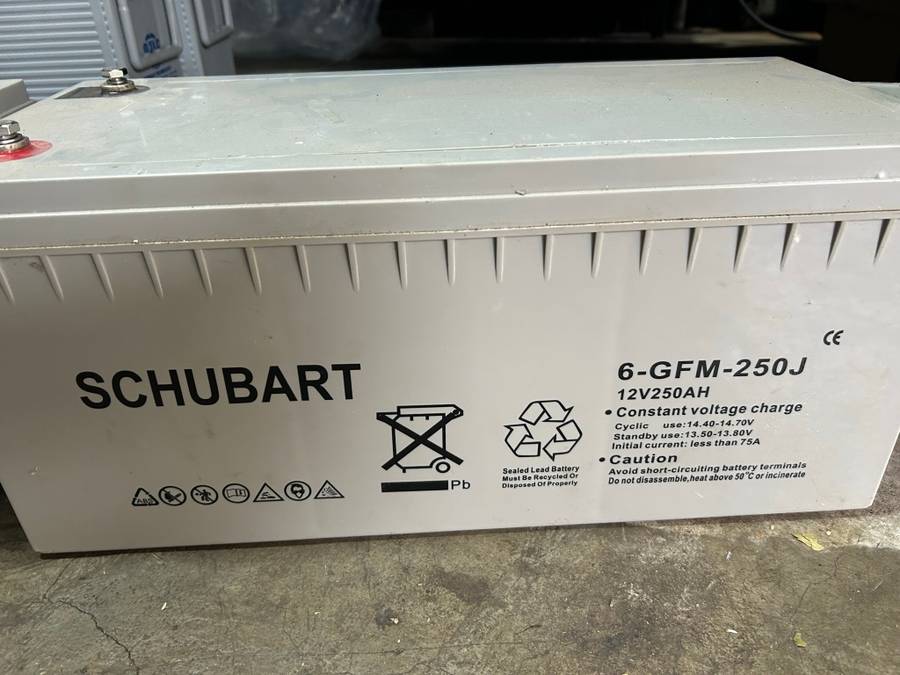 SCHUBART
6-GFM-250J
12V250AH
• Constant voltage charge
Cyclic use:14.40-14.70V
Standby use:13.50-13.80V
Initial current: less than 75A
• Caution
Avoid short-circuiting battery terminals
Do not disassemble,heat above 50°C or incinerate
CE
Pb
Sealed Lead Battery
Must Be Recycled Or
Disposed Of Properly
ABS